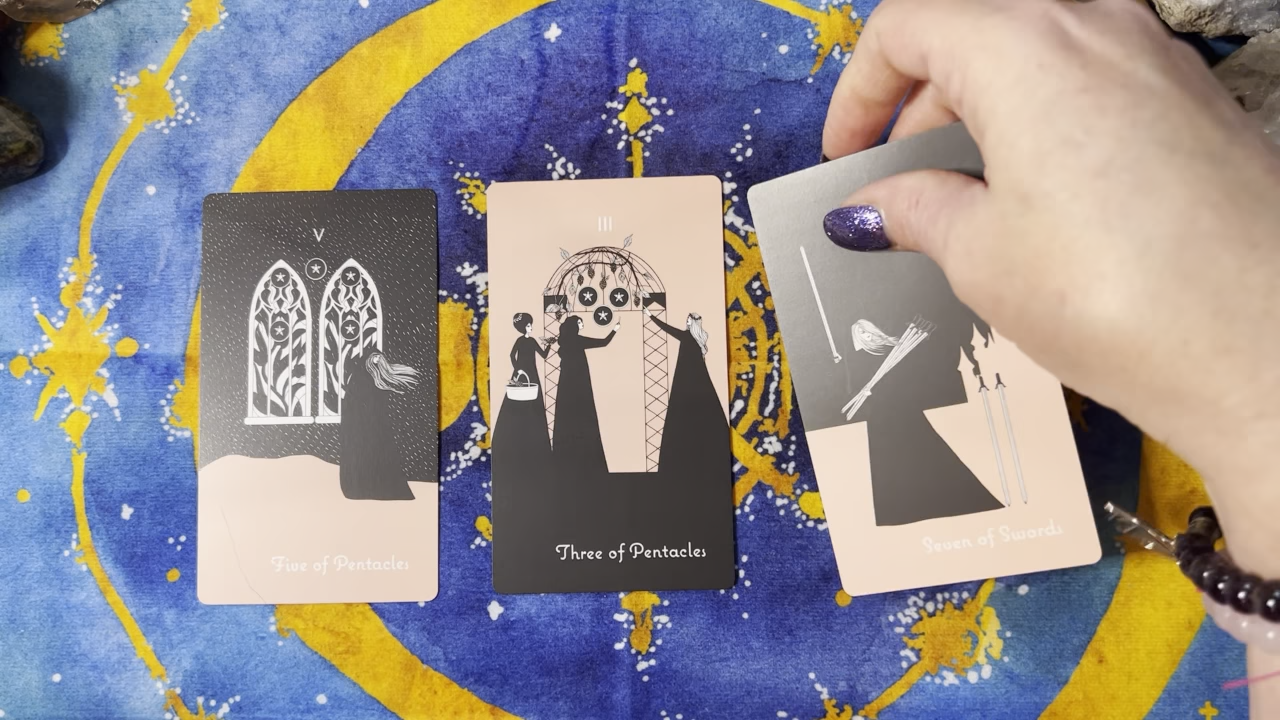 V
Five of Pentacles
III
Three of Pentacles
Seven of Swords